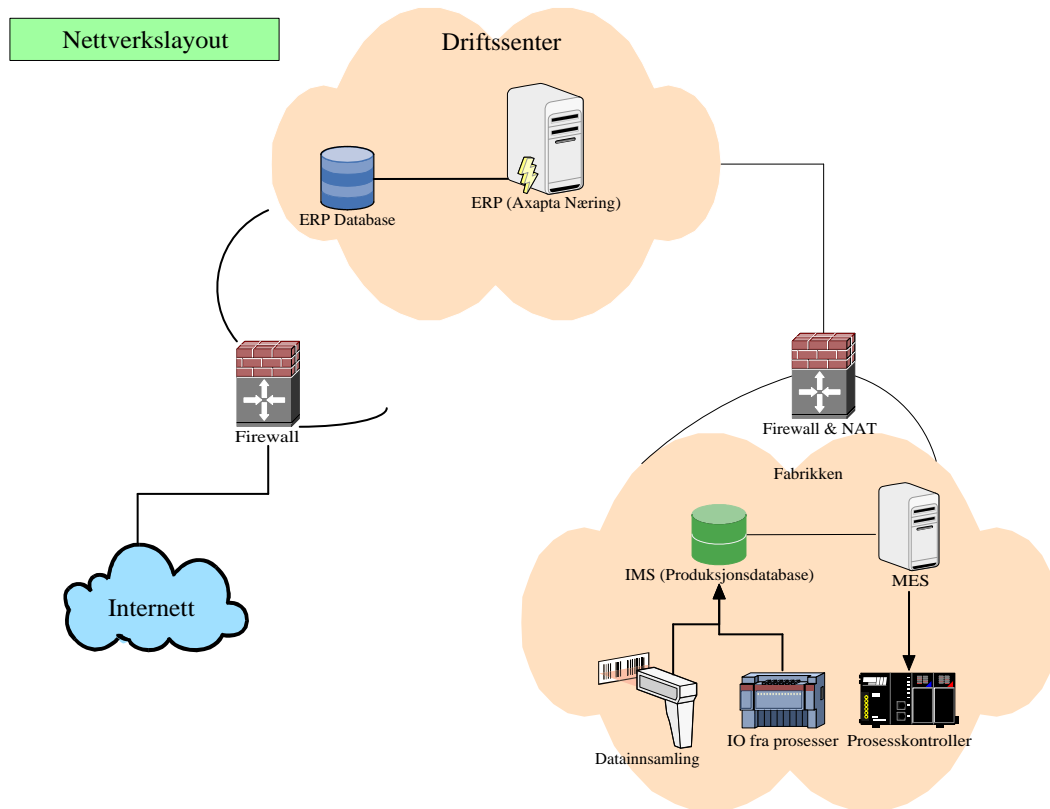 Nettverkslayout
Driftssenter
ERP Database
ERP (Axapta Næring)
Firewall
Firewall & NAT
Internett
Fabrikken
IMS (Produksjonsdatabase)
MES
Datainnsamling
IO fra prosesser
Prosesskontroller